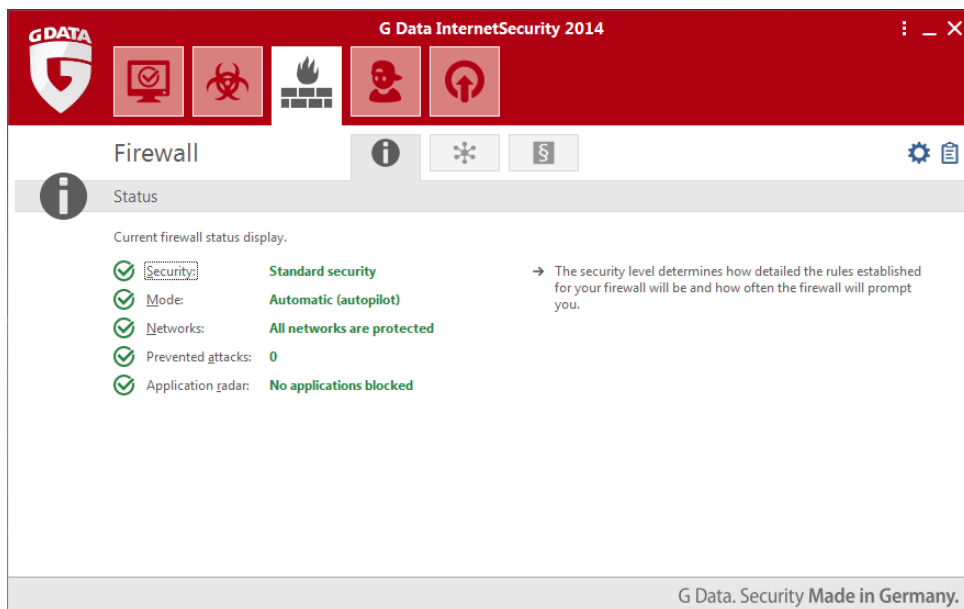 G Data InternetSecurity 2014
GDATA
Firewall
§
Status
Current firewall status display.
Security: Standard security
Mode: Automatic (autopilot)
Networks: All networks are protected
Prevented attacks: 0
Application radar: No applications blocked
→ The security level determines how detailed the rules established
for your firewall will be and how often the firewall will prompt
you.
G Data. Security Made in Germany.